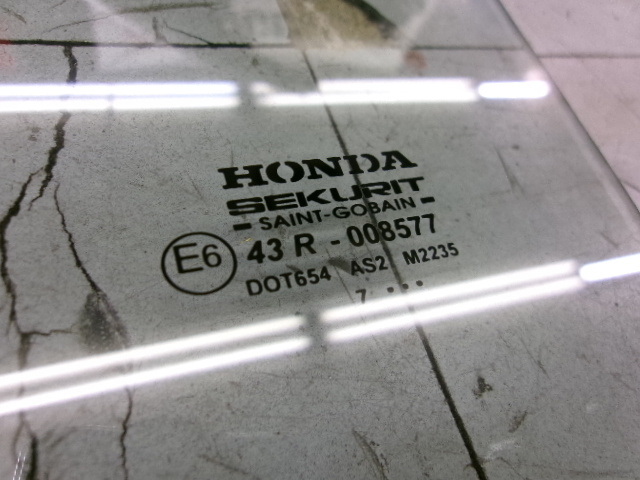 HONDA
SEKURIT
- SAINT-GOBAIN -
E6 43 R - 008577
DOT654 AS2 M2235
7 •••